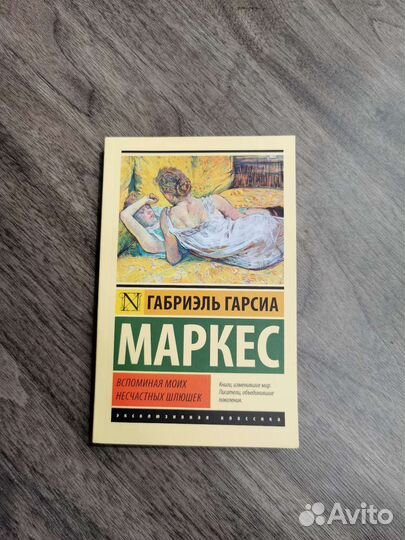 N
ГАБРИЭЛЬ ГАРСИА
МАРКЕС
ВСПОМИНАЯ МОИХ
НЕСЧАСТНЫХ ШЛЮШЕК
Книги, изменившие мир.
Писатели, объединившие
поколения.
ЭКСКЛЮЗИВНАЯ КЛАССИКА
Avito